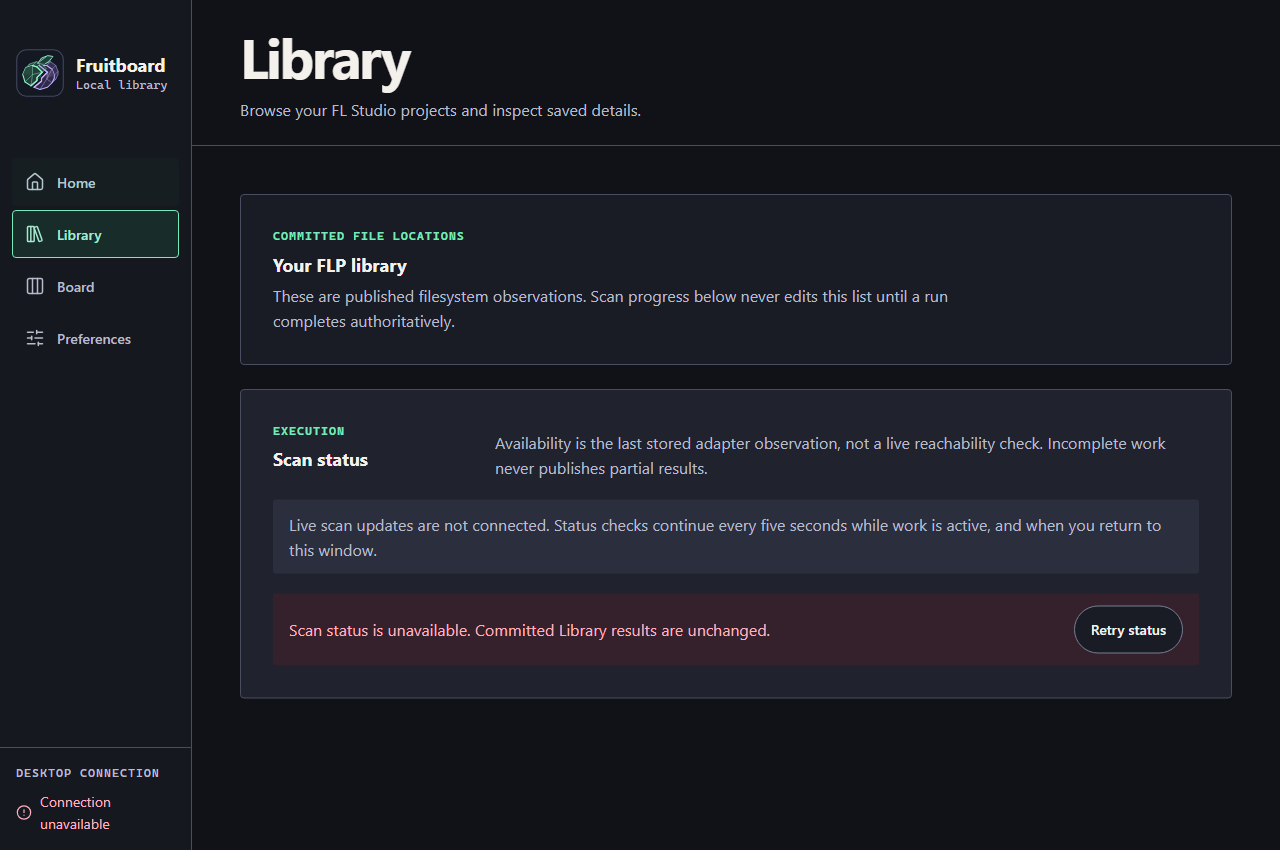 Fruitboard
Local library
Home
Library
Board
Preferences
DESKTOP CONNECTION
Connection
unavailable
Library
Browse your FL Studio projects and inspect saved details.
COMMITTED FILE LOCATIONS
Your FLP library
These are published filesystem observations. Scan progress below never edits this list until a run
completes authoritatively.
EXECUTION
Scan status
Availability is the last stored adapter observation, not a live reachability check. Incomplete work
never publishes partial results.
Live scan updates are not connected. Status checks continue every five seconds while work is active, and when you return to
this window.
Scan status is unavailable. Committed Library results are unchanged.
Retry status